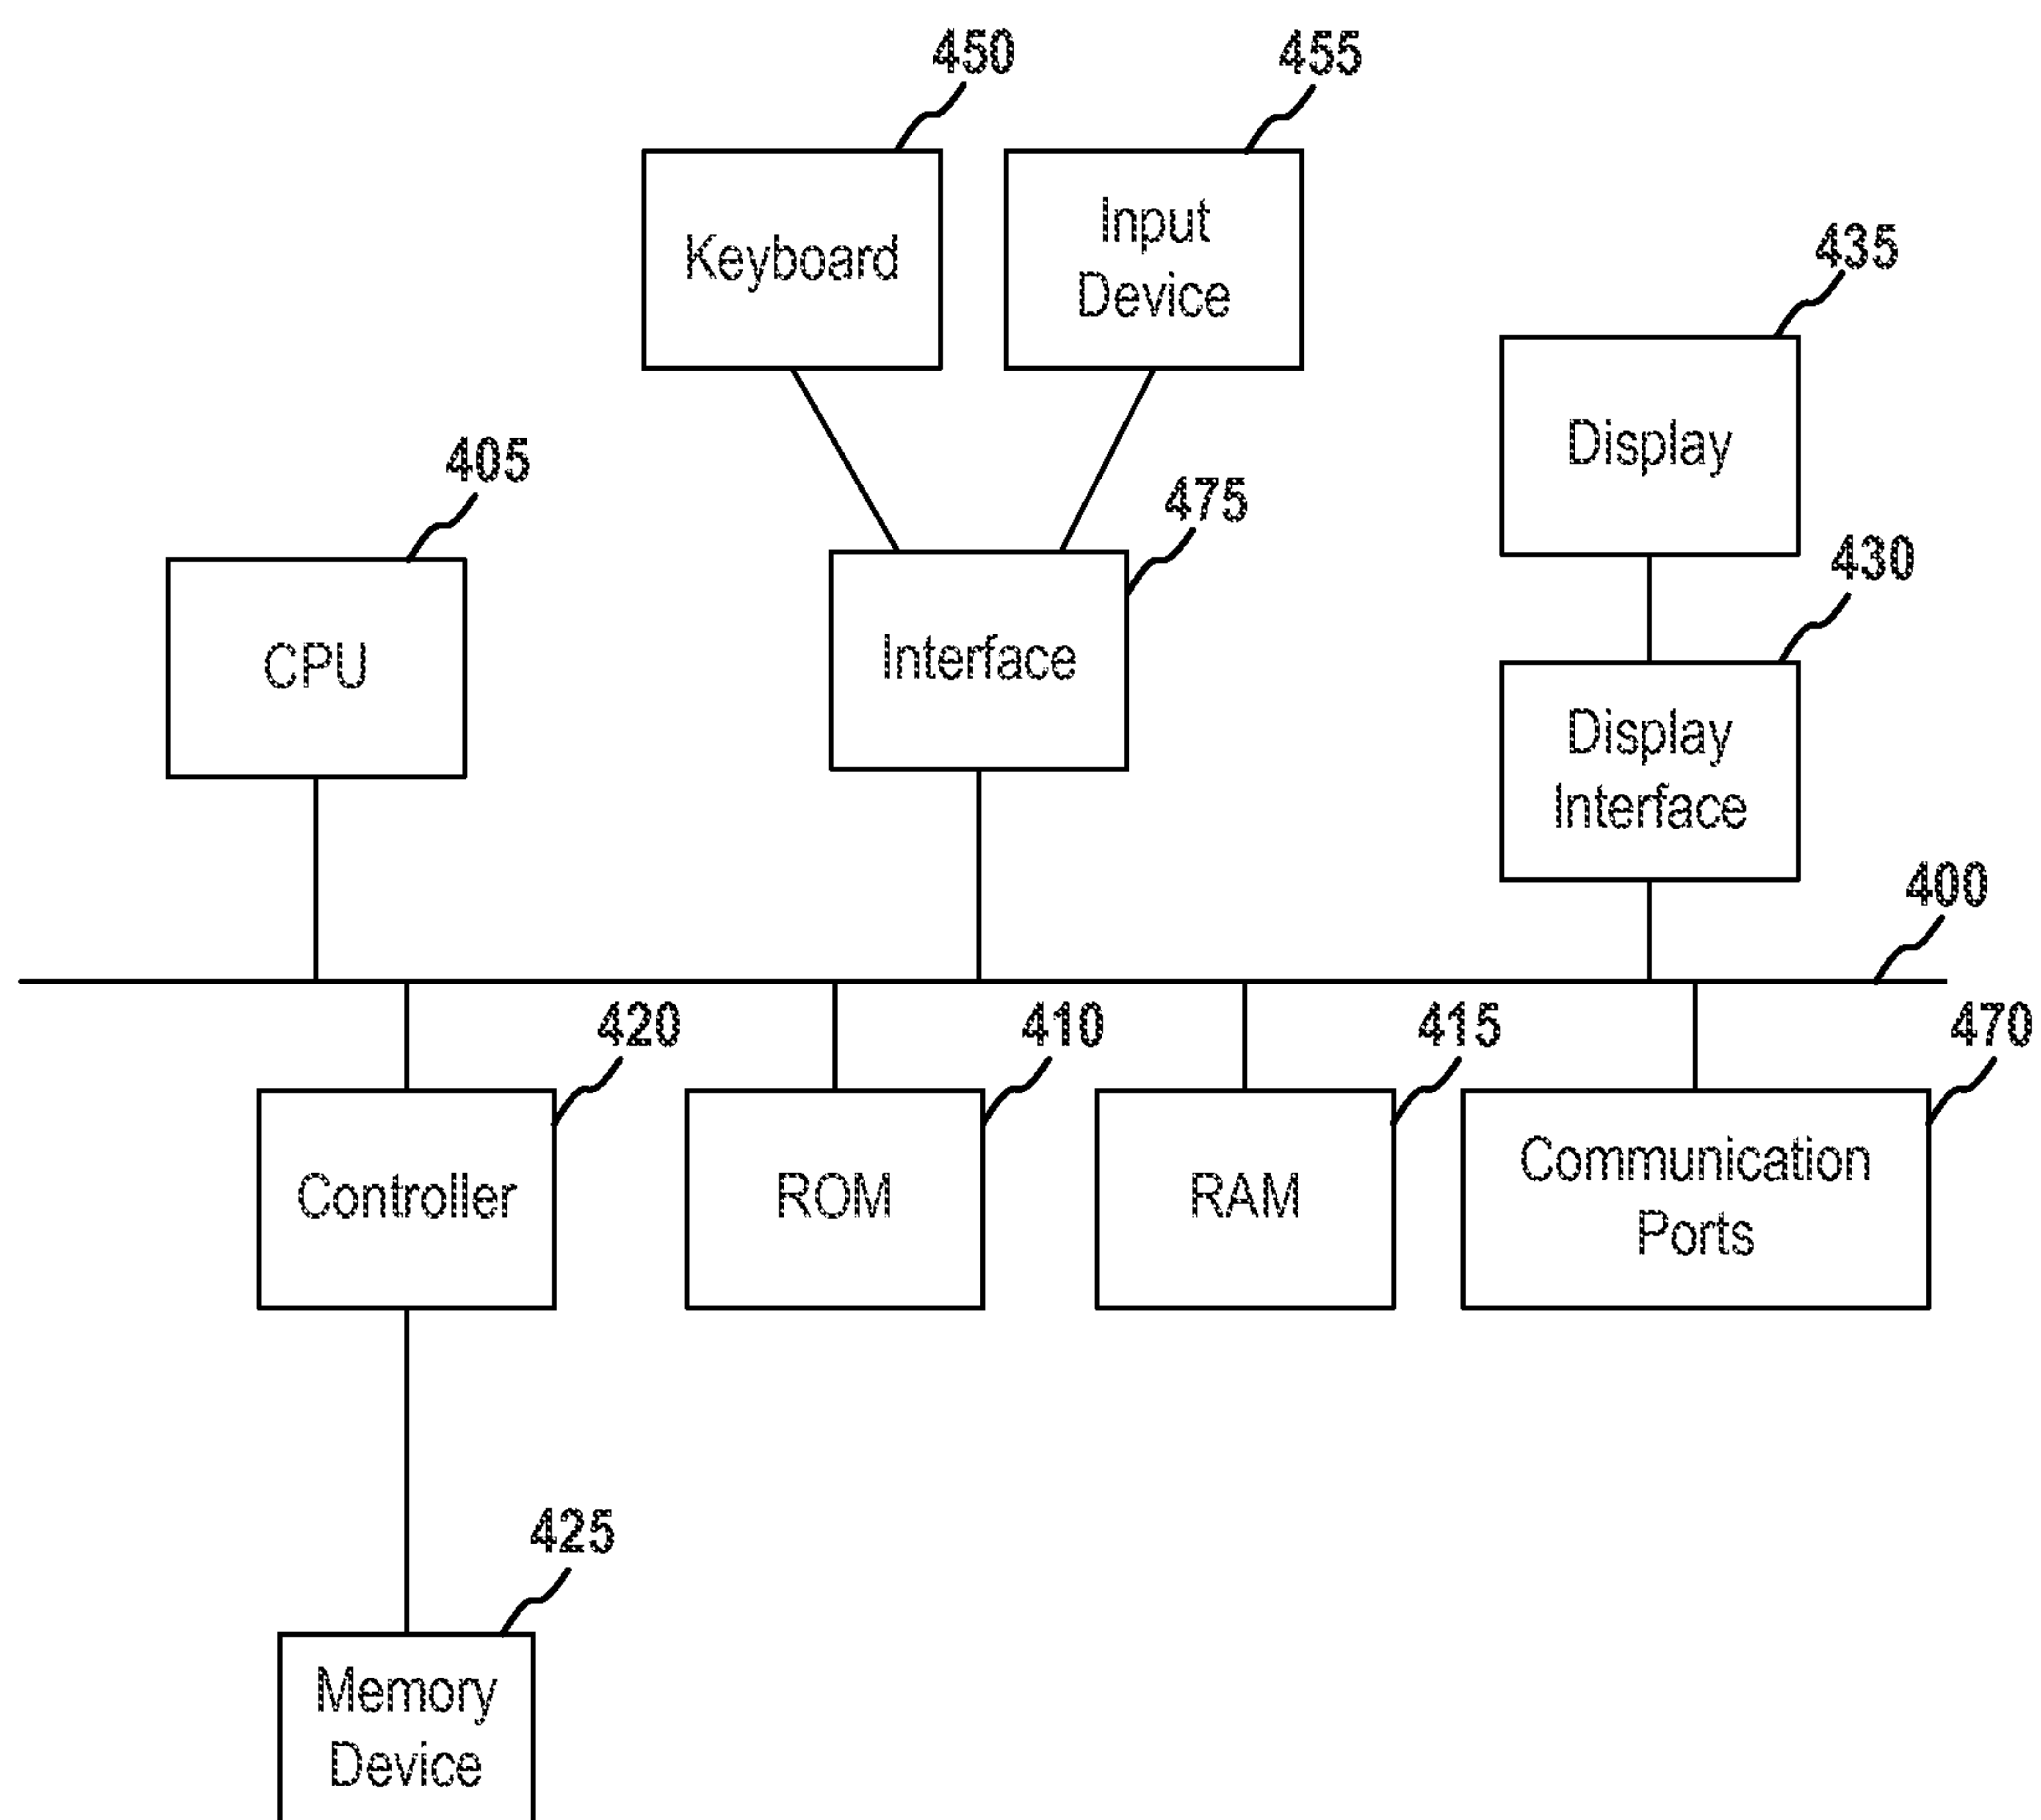 450
455
Keyboard
Input
Device
435
Display
405
475
430
CPU
Interface
Display
Interface
400
420
410
415
470
Controller
ROM
RAM
Communication
Ports
425
Memory
Device